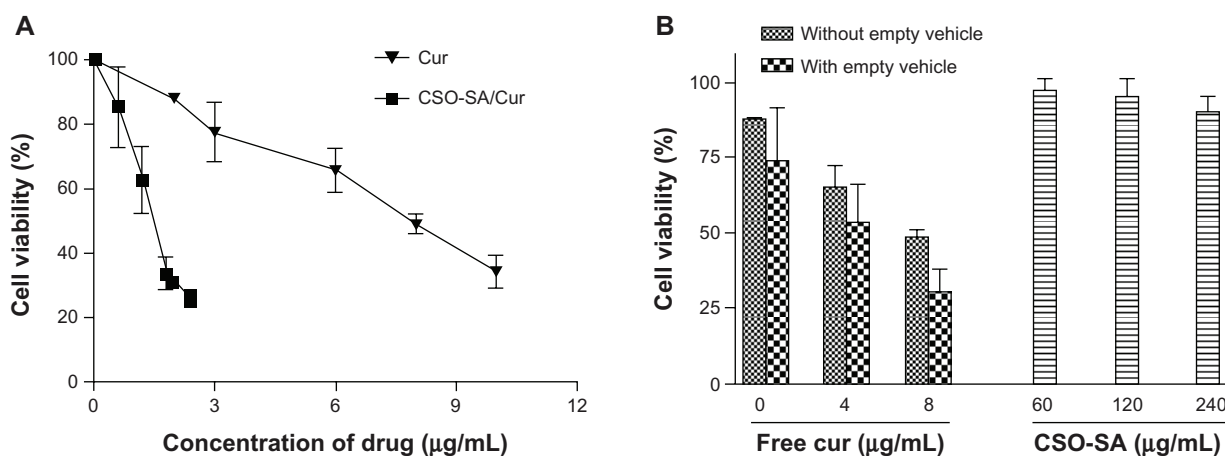 A
Cur
CSO-SA/Cur
Cell viability (%)
100
80
60
40
20
0
0 3 6 9 12
Concentration of drug (µg/mL)
B
Without empty vehicle
With empty vehicle
Cell viability (%)
100
75
50
25
0
0 4 8 60 120 240
Free cur (µg/mL) CSO-SA (µg/mL)